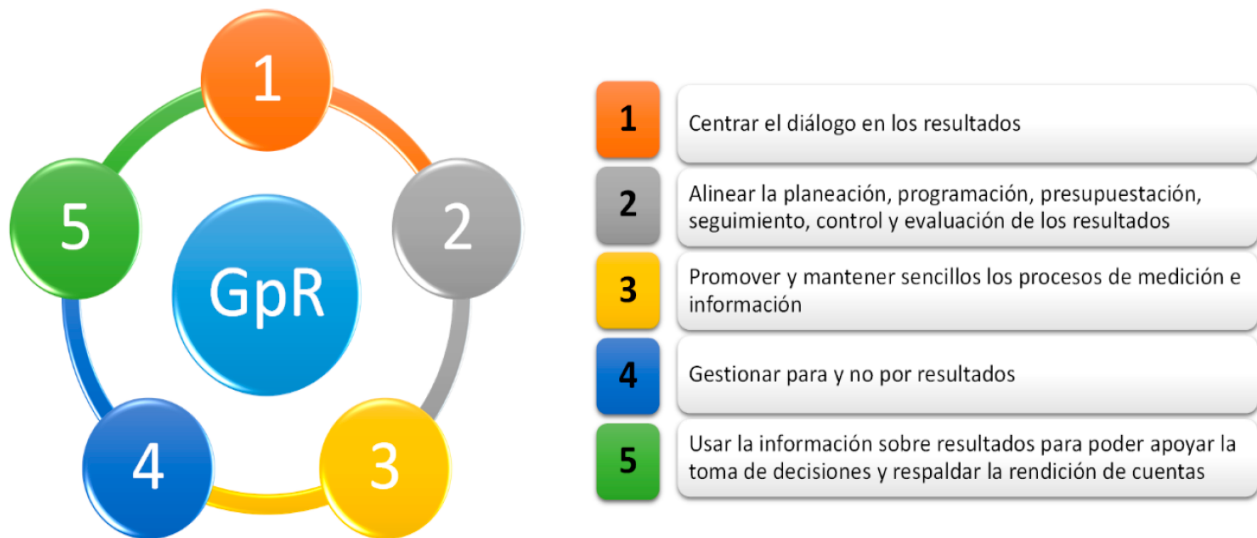 1
2
3
4
5
GpR
1
Centrar el diálogo en los resultados
2
Alinear la planeación, programación, presupuestación,
seguimiento, control y evaluación de los resultados
3
Promover y mantener sencillos los procesos de medición e
información
4
Gestionar para y no por resultados
5
Usar la información sobre resultados para poder apoyar la
toma de decisiones y respaldar la rendición de cuentas